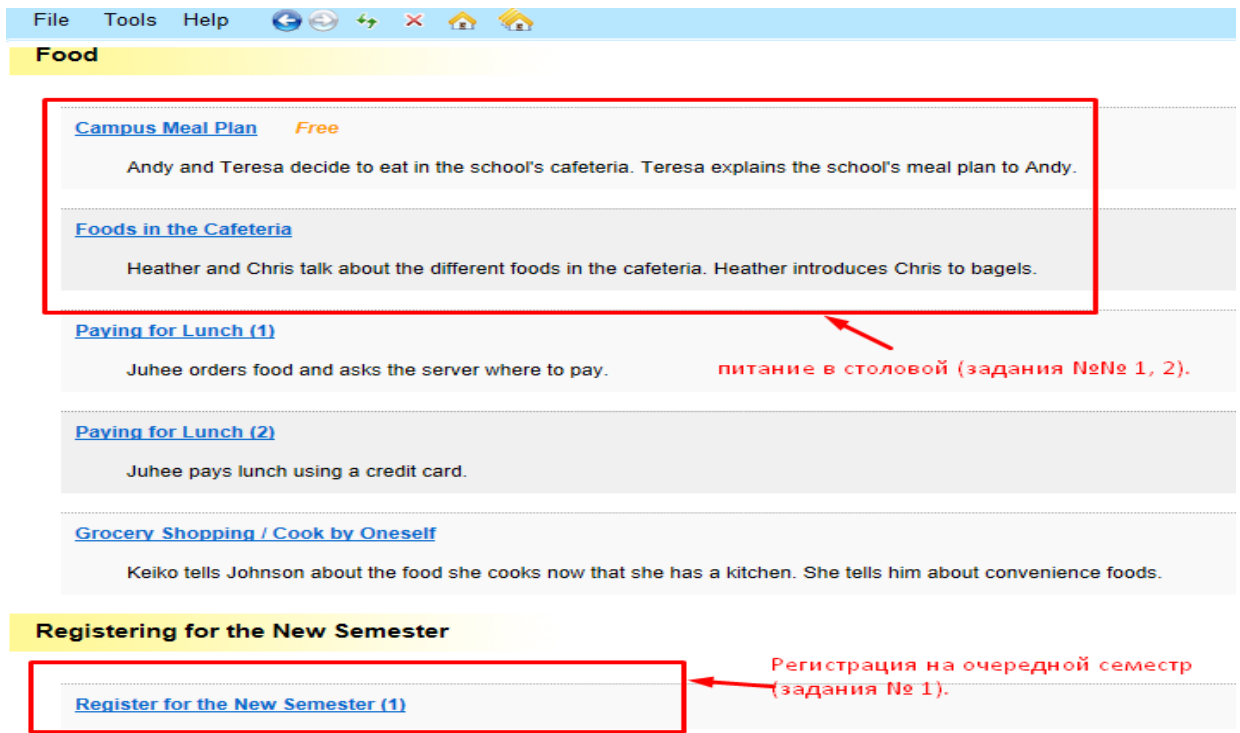 File Tools Help
Food
Campus Meal Plan Free
Andy and Teresa decide to eat in the school's cafeteria. Teresa explains the school's meal plan to Andy.
Foods in the Cafeteria
Heather and Chris talk about the different foods in the cafeteria. Heather introduces Chris to bagels.
Paying for Lunch (1)
Juhee orders food and asks the server where to pay.
питание в столовой (задания №№ 1, 2).
Paying for Lunch (2)
Juhee pays lunch using a credit card.
Grocery Shopping / Cook by Oneself
Keiko tells Johnson about the food she cooks now that she has a kitchen. She tells him about convenience foods.
Registering for the New Semester
Регистрация на очередной семестр
(задания № 1).
Register for the New Semester (1)